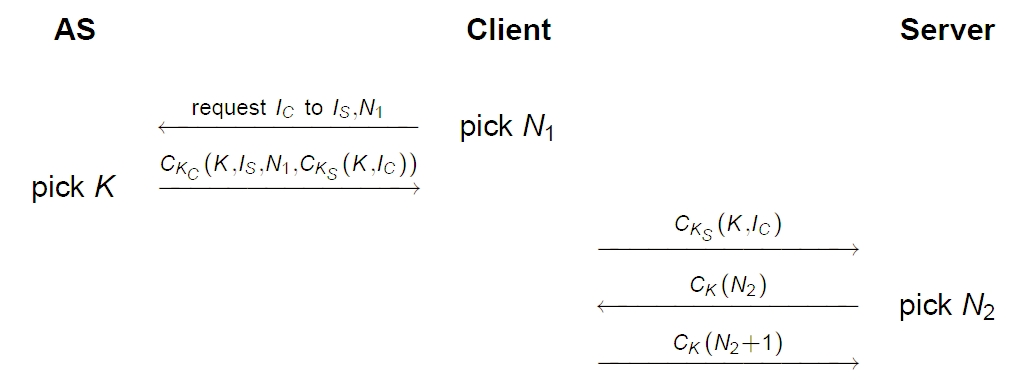 AS Client Server
request I_C to I_S,N_1
pick N_1
C_{K_C}(K,I_S,N_1,C_{K_S}(K,I_C))
pick K
C_{K_S}(K,I_C)
C_K(N_2)
pick N_2
C_K(N_2+1)